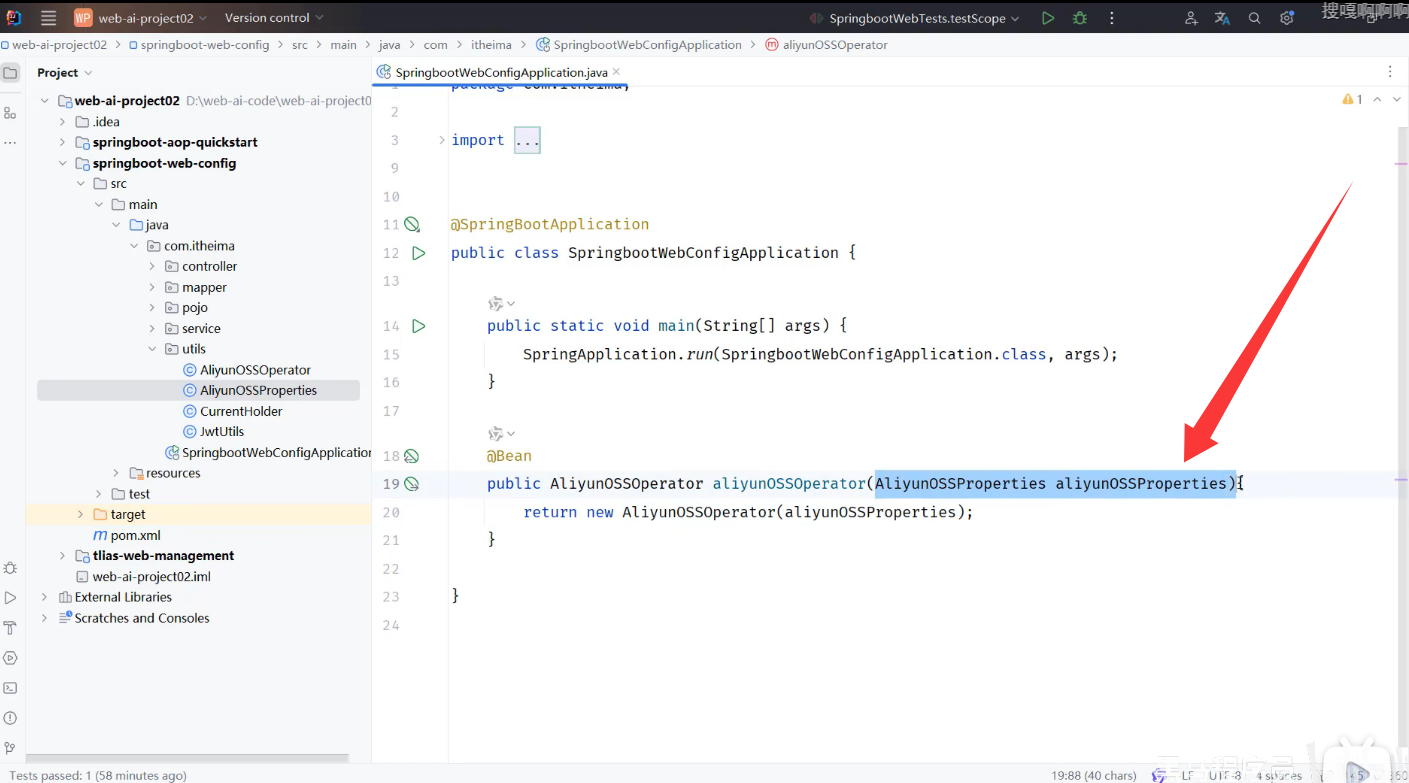 WP web-ai-project02 Version control SpringbootWebTests.testScope
搜嘎啊啊啊
web-ai-project02 springboot-web-config src main java com itheima SpringbootWebConfigApplication aliyunOSSOperator
Project
SpringbootWebConfigApplication.java
web-ai-project02 D:\web-ai-code\web-ai-project0
.idea
springboot-aop-quickstart
springboot-web-config
src
main
java
com.itheima
controller
mapper
pojo
service
utils
AliyunOSSOperator
AliyunOSSProperties
CurrentHolder
JwtUtils
SpringbootWebConfigApplication
resources
test
target
pom.xml
tlias-web-management
web-ai-project02.iml
External Libraries
Scratches and Consoles
1
1 package com.itheima;
2
3 import ...
9
10
11 @SpringBootApplication
12 public class SpringbootWebConfigApplication {
13
14 public static void main(String[] args) {
15 SpringApplication.run(SpringbootWebConfigApplication.class, args);
16 }
17
18 @Bean
19 public AliyunOSSOperator aliyunOSSOperator(AliyunOSSProperties aliyunOSSProperties){
20 return new AliyunOSSOperator(aliyunOSSProperties);
21 }
22
23 }
24
Tests passed: 1 (58 minutes ago)
19:88 (40 chars) LF UTF-8 4 spaces